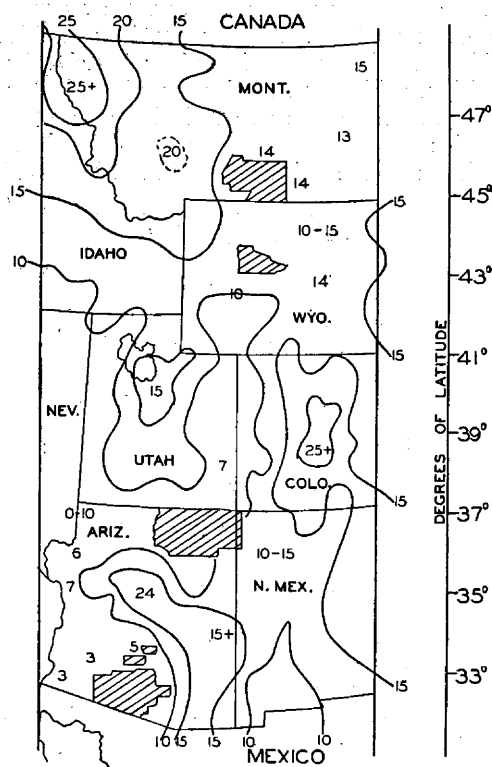 25 20 15 CANADA
25+
15
MONT.
47°
20
14
13
14
45°
15
15
IDAHO
10-15
10
14
43°
10
WYO.
15
41°
15
NEV.
UTAH
7
25+
COLO.
39°
15
37°
0-10
ARIZ.
6
10-15
7
24
N. MEX.
35°
15+
5
3
3
15
33°
10 15 15 10 10
MEXICO
DEGREES OF LATITUDE